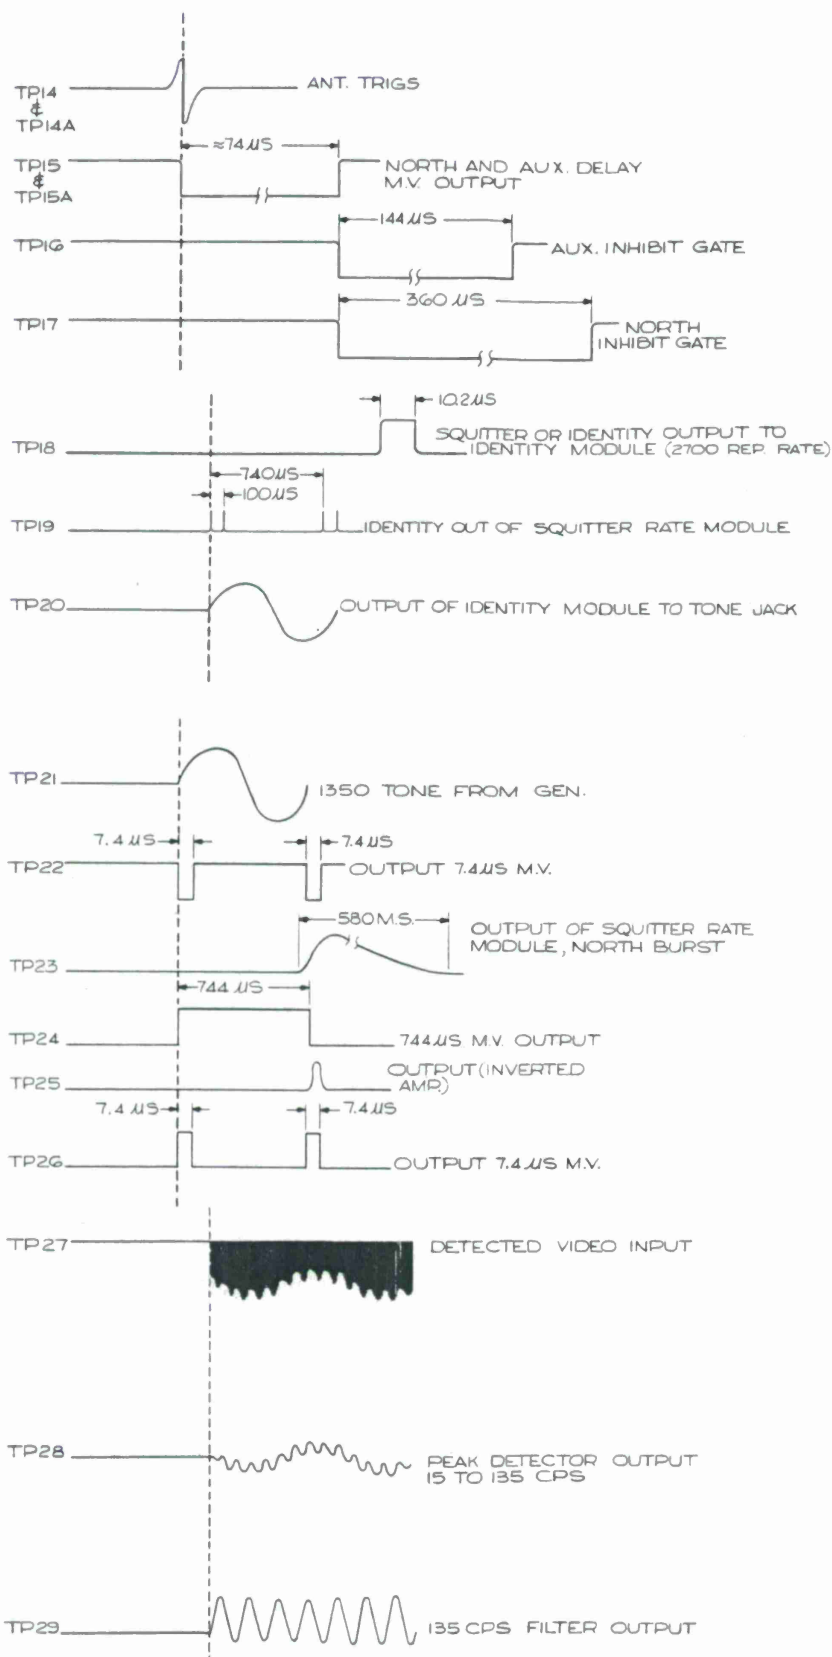 TP14
&
TP14A
ANT. TRIGS
≈74µS
TP15
&
TP15A
NORTH AND AUX. DELAY
M.V. OUTPUT
144µS
TP16
AUX. INHIBIT GATE
360µS
TP17
NORTH
INHIBIT GATE
10.2µS
TP18
SQUITTER OR IDENTITY OUTPUT TO
IDENTITY MODULE (2700 REP. RATE)
740µS
100µS
TP19
IDENTITY OUT OF SQUITTER RATE MODULE
TP20
OUTPUT OF IDENTITY MODULE TO TONE JACK
TP21
1350 TONE FROM GEN.
7.4µS
7.4µS
TP22
OUTPUT 7.4µS M.V.
580 M.S.
OUTPUT OF SQUITTER RATE
MODULE, NORTH BURST
TP23
744µS
TP24
744µS M.V. OUTPUT
TP25
OUTPUT (INVERTED
AMP.)
7.4µS
7.4µS
TP26
OUTPUT 7.4µS M.V.
TP27
DETECTED VIDEO INPUT
TP28
PEAK DETECTOR OUTPUT
15 TO 135 CPS
TP29
135 CPS FILTER OUTPUT